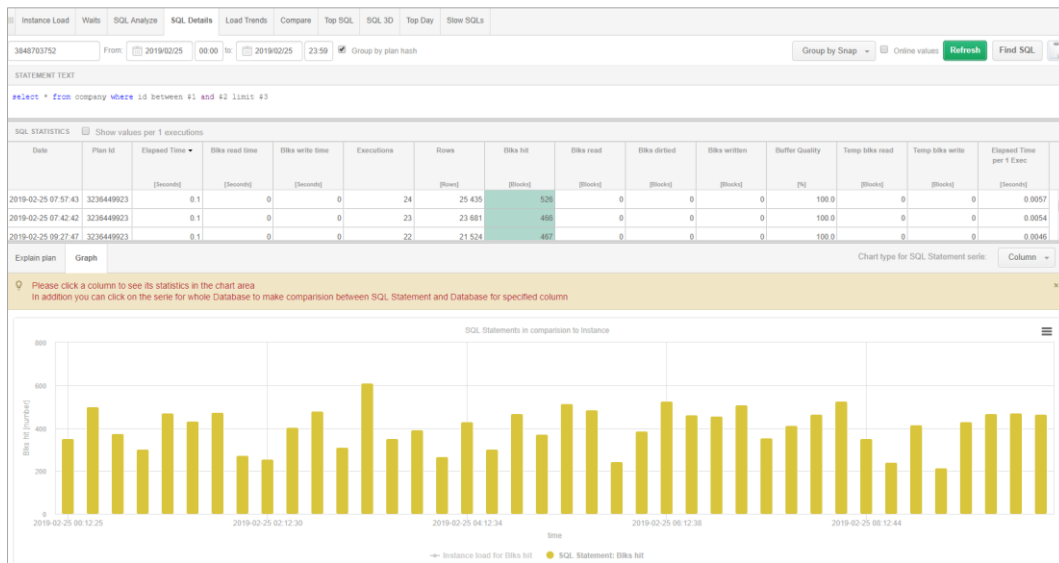 Instance Load Waits SQL Analyze SQL Details Load Trends Compare Top SQL SQL 3D Top Day Slow SQLs
3848703752 From: 2019/02/25 00:00 to: 2019/02/25 23:59 Group by plan hash Group by Snap Online values Refresh Find SQL
STATEMENT TEXT
select * from company where id between $1 and $2 limit $3
SQL STATISTICS Show values per 1 executions
Date Plan Id Elapsed Time Blks read time Blks write time Executions Rows Blks hit Blks read Blks dirtied Blks written Buffer Quality Temp blks read Temp blks write Elapsed Time
per 1 Exec
[Seconds] [Seconds] [Seconds] [Rows] [Blocks] [Blocks] [Blocks] [Blocks] [%] [Blocks] [Blocks] [Seconds]
2019-02-25 07:57:43 3236449923 0.1 0 0 24 25 435 526 0 0 0 100.0 0 0 0.0057
2019-02-25 07:42:42 3236449923 0.1 0 0 23 23 681 466 0 0 0 100.0 0 0 0.0054
2019-02-25 09:27:47 3236449923 0.1 0 0 22 21 524 467 0 0 0 100.0 0 0 0.0046
Explain plan Graph Chart type for SQL Statement serie: Column
Please click a column to see its statistics in the chart area
In addition you can click on the serie for whole Database to make comparision between SQL Statement and Database for specified column
SQL Statements in comparision to Instance
800
600
400
200
0
Blks hit [number]
2019-02-25 00:12:25 2019-02-25 02:12:30 2019-02-25 04:12:34 2019-02-25 06:12:38 2019-02-25 08:12:44
time
Instance load for Blks hit SQL Statement: Blks hit